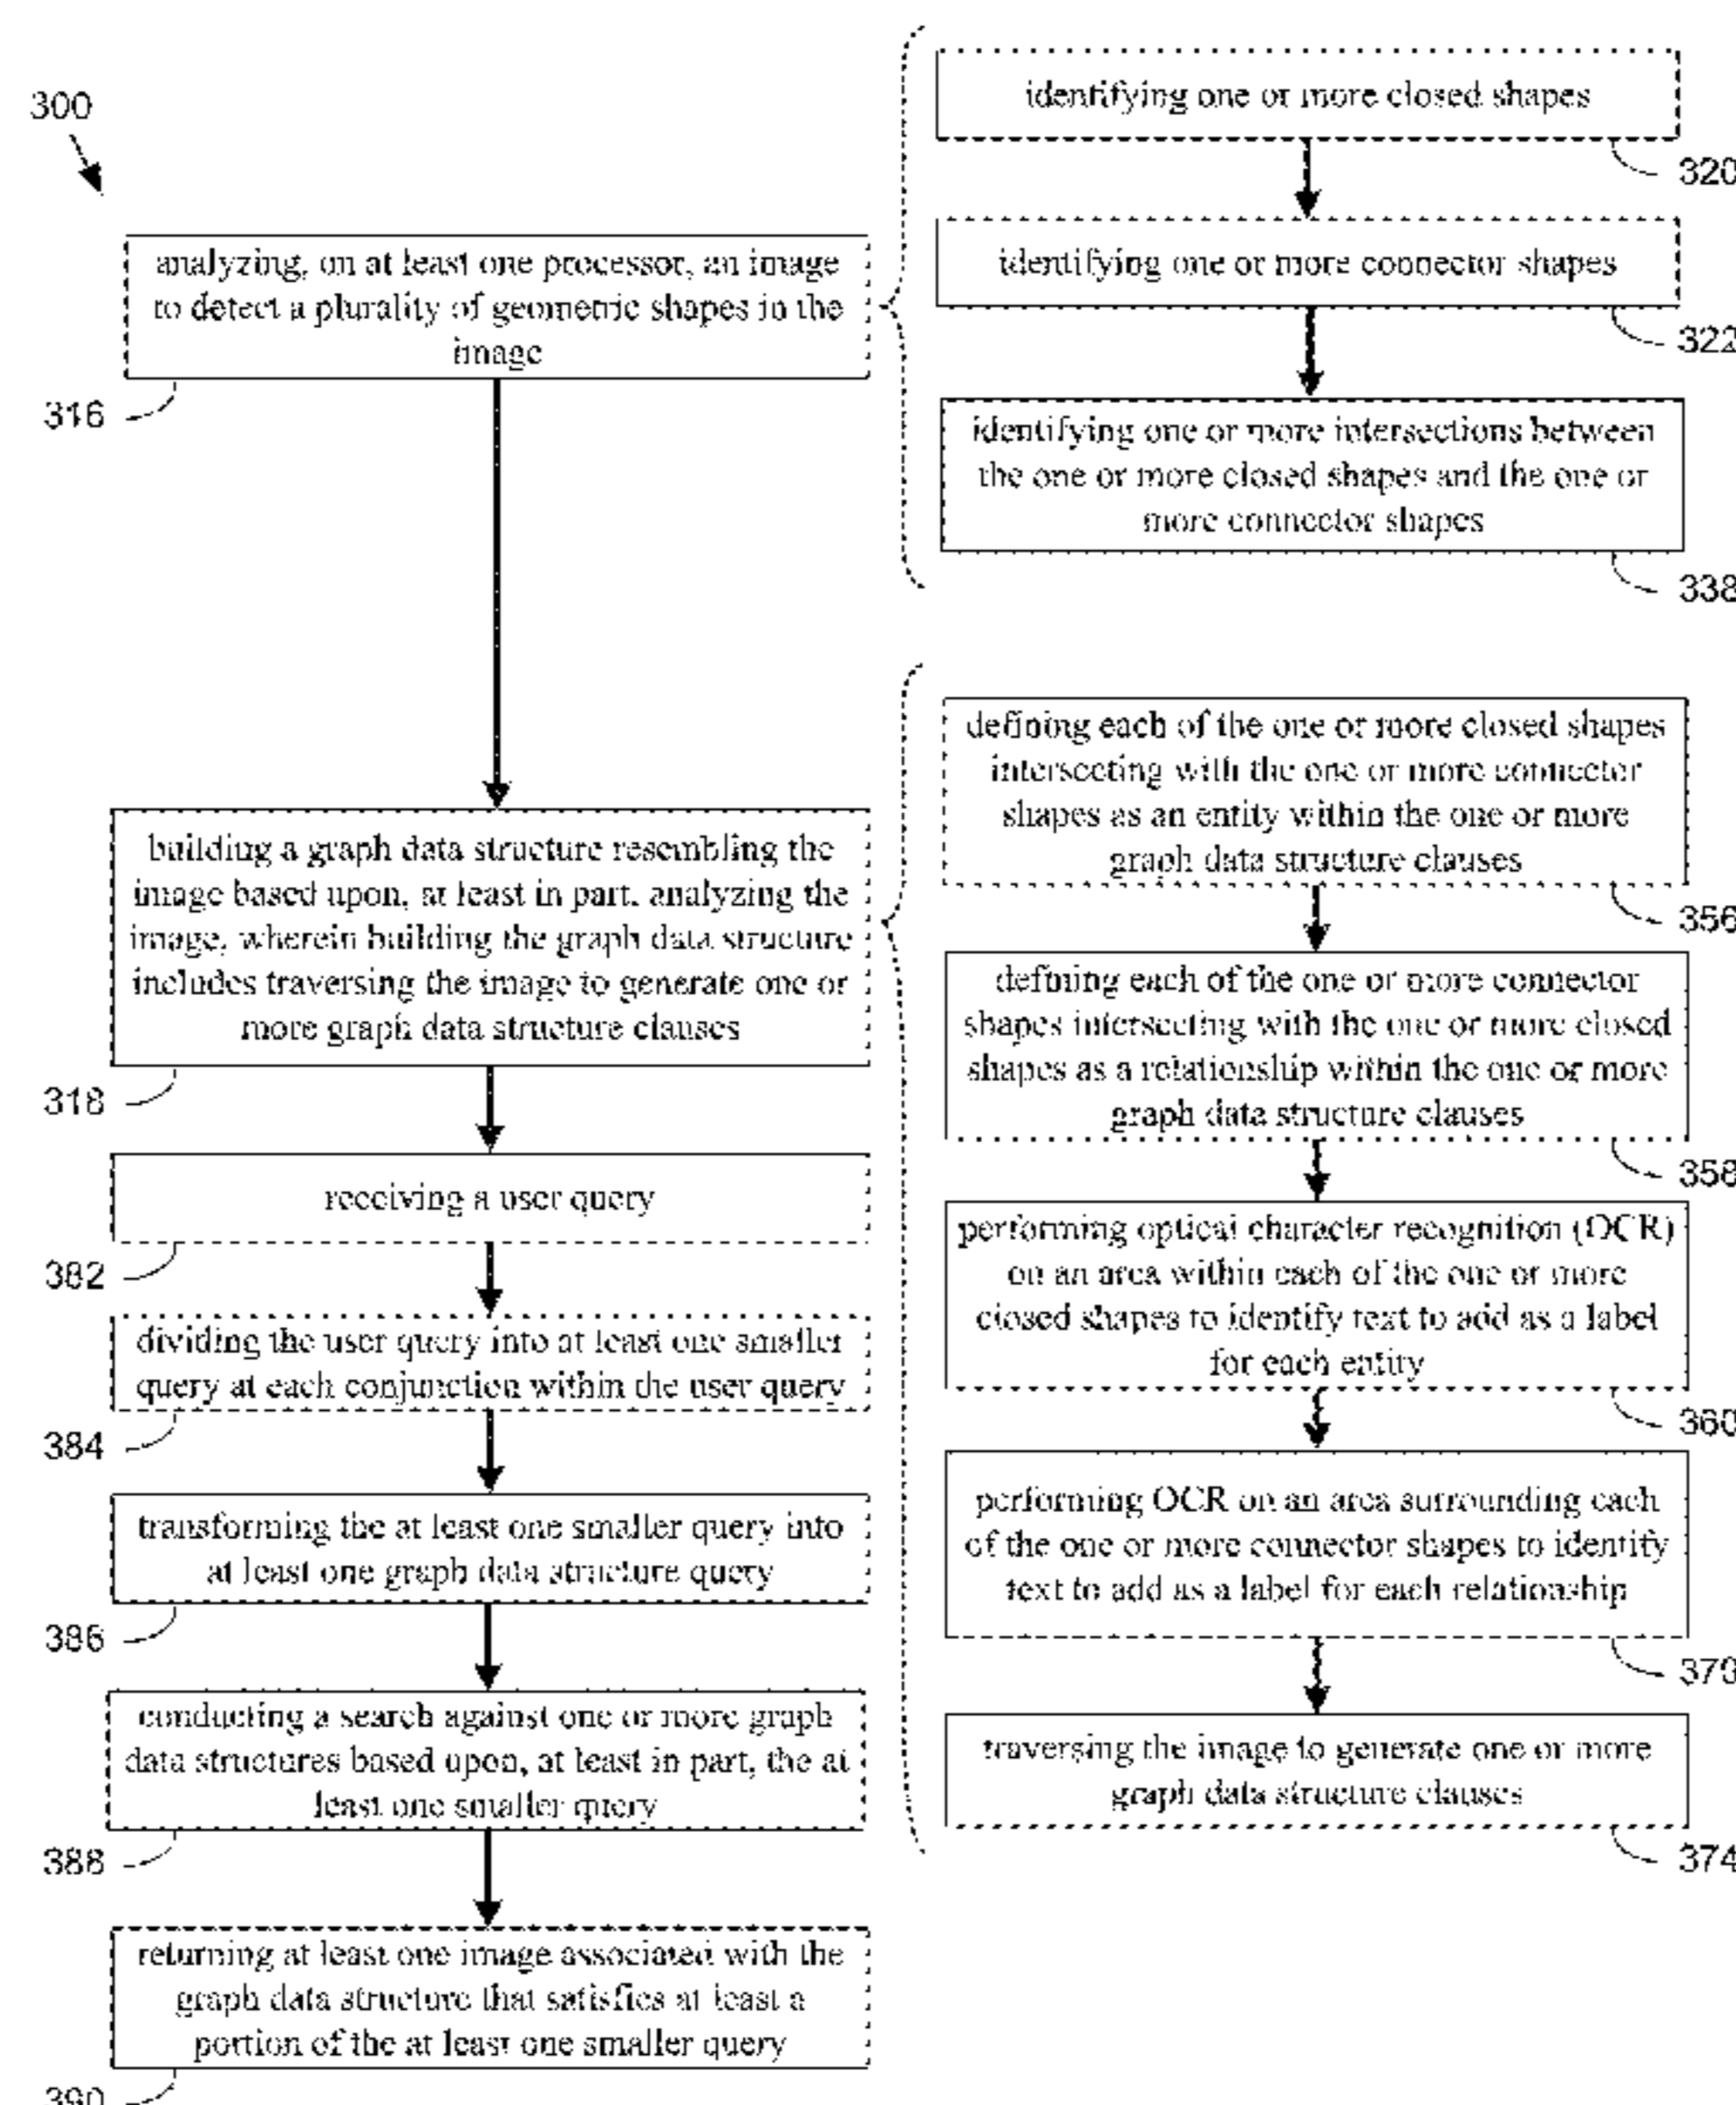 300
analyzing, on at least one processor, an image
to detect a plurality of geometric shapes in the
image
316
identifying one or more closed shapes
320
identifying one or more connector shapes
322
identifying one or more intersections between
the one or more closed shapes and the one or
more connector shapes
338
building a graph data structure resembling the
image based upon, at least in part, analyzing the
image, wherein building the graph data structure
includes traversing the image to generate one or
more graph data structure clauses
318
defining each of the one or more closed shapes
intersecting with the one or more connector
shapes as an entity within the one or more
graph data structure clauses
356
defining each of the one or more connector
shapes intersecting with the one or more closed
shapes as a relationship within the one or more
graph data structure clauses
358
performing optical character recognition (OCR)
on an area within each of the one or more
closed shapes to identify text to add as a label
for each entity
360
performing OCR on an area surrounding each
of the one or more connector shapes to identify
text to add as a label for each relationship
traversing the image to generate one or more
graph data structure clauses
374
receiving a user query
382
dividing the user query into at least one smaller
query at each conjunction within the user query
384
transforming the at least one smaller query into
at least one graph data structure query
386
conducting a search against one or more graph
data structures based upon, at least in part, the at
least one smaller query
388
returning at least one image associated with the
graph data structure that satisfies at least a
portion of the at least one smaller query
390